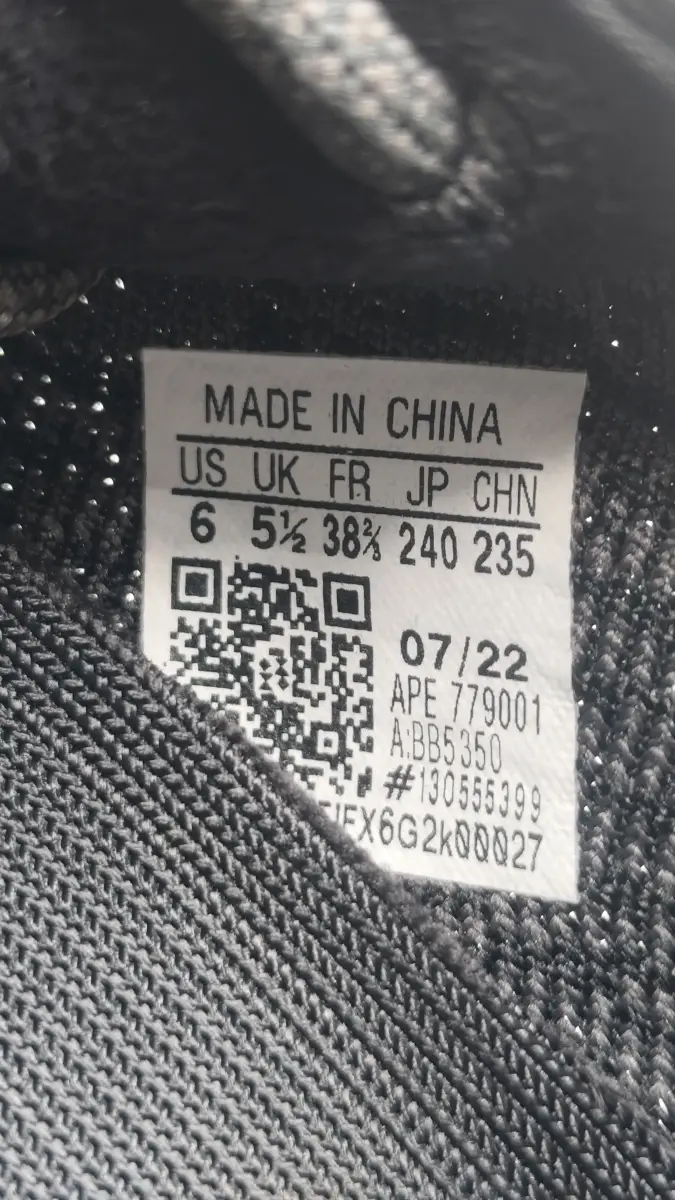 MADE IN CHINA
US UK FR JP CHN
6 5½ 38⅔ 240 235
07/22
APE 779001
A:BB5350
#130555399
FX6G2k00027